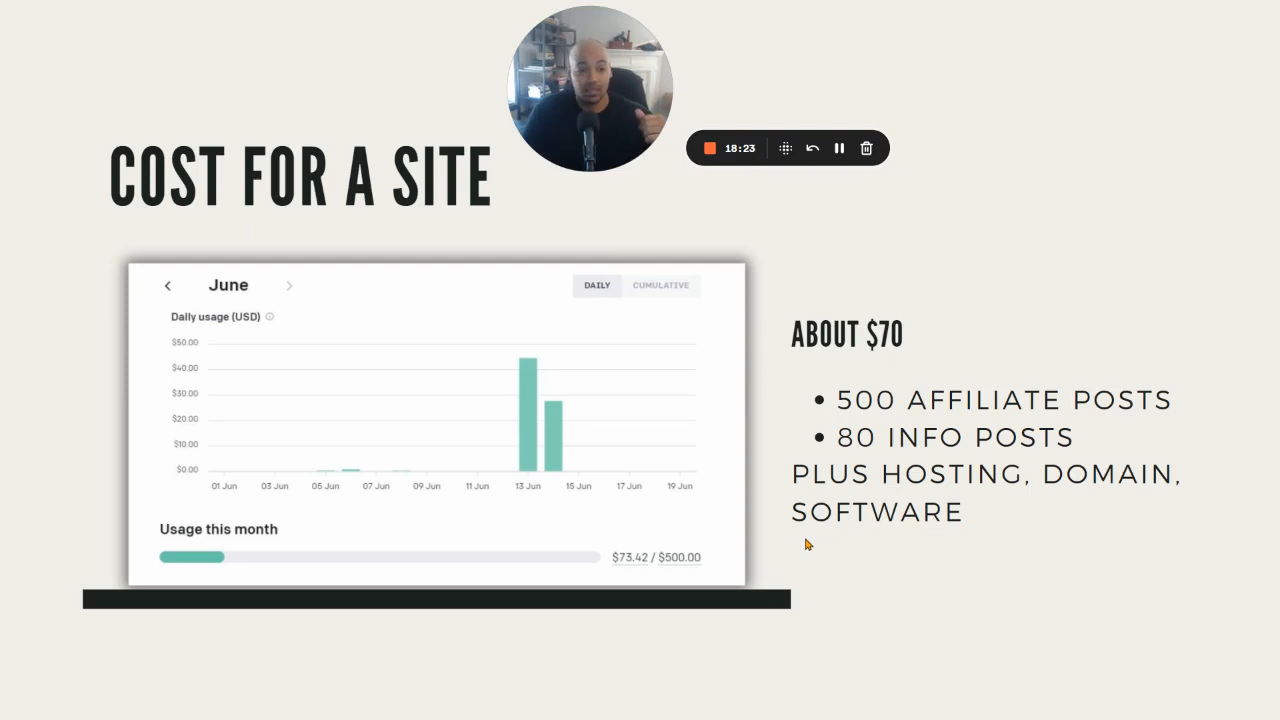 COST FOR A SITE
18:23
June
DAILY
CUMULATIVE
Daily usage (USD)
$50.00
$40.00
$30.00
$20.00
$10.00
$0.00
01 Jun
03 Jun
05 Jun
07 Jun
09 Jun
11 Jun
13 Jun
15 Jun
17 Jun
19 Jun
Usage this month
$73.42 / $500.00
ABOUT $70
• 500 AFFILIATE POSTS
• 80 INFO POSTS
PLUS HOSTING, DOMAIN,
SOFTWARE